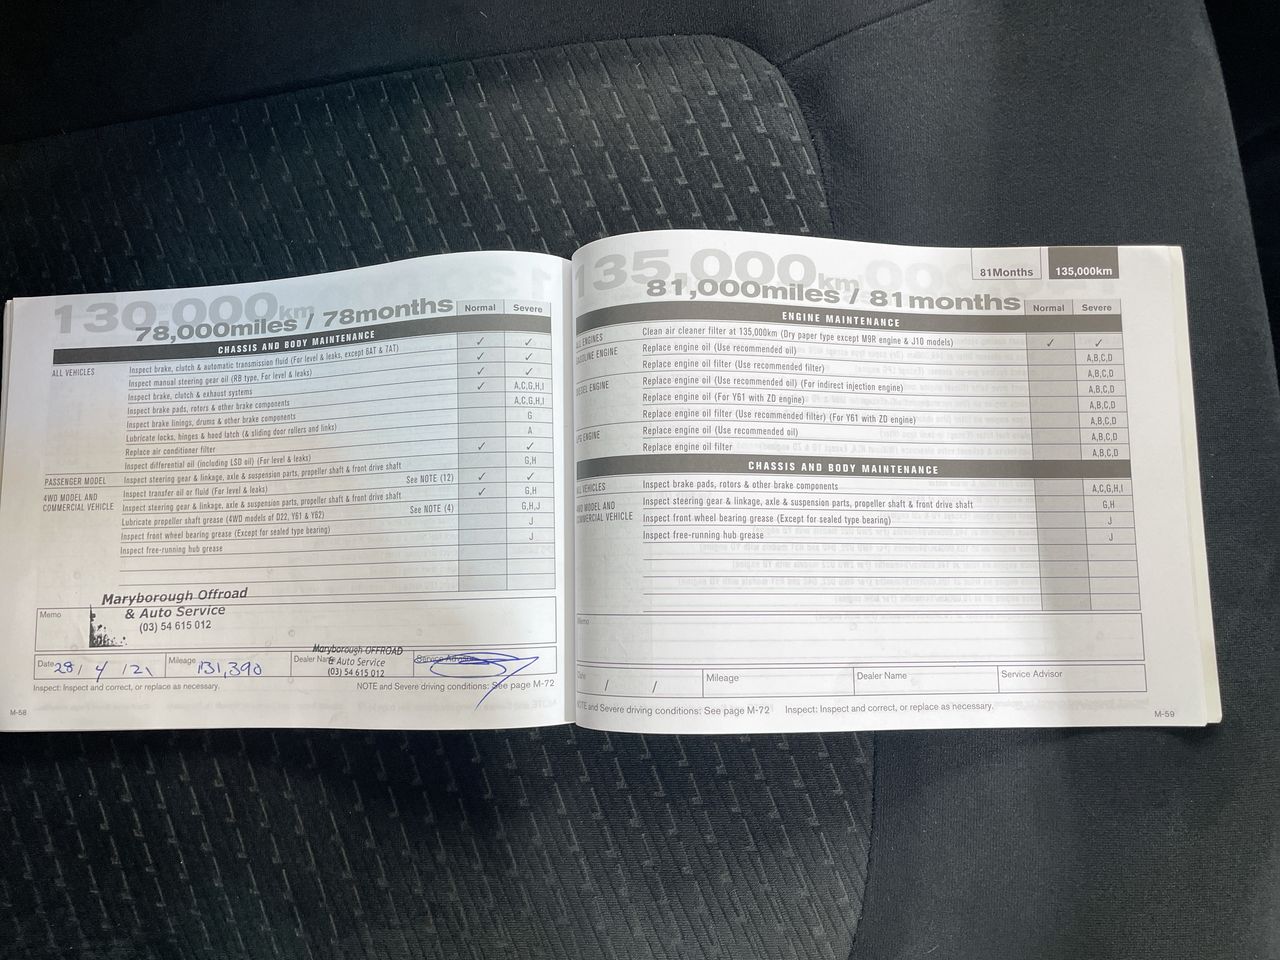 130,000km
78,000miles / 78months
Normal Severe
CHASSIS AND BODY MAINTENANCE
ALL VEHICLES
Inspect brake, clutch & automatic transmission fluid (For level & leaks, except 6AT & 7AT) ✓ ✓
Inspect manual steering gear oil (RB type, For level & leaks) ✓ ✓
Inspect brake, clutch & exhaust systems ✓ ✓
Inspect brake pads, rotors & other brake components ✓ A,C,G,H,I
Inspect brake linings, drums & other brake components A,C,G,H,I
Lubricate locks, hinges & hood latch (& sliding door rollers and links) G
Replace air conditioner filter A
Inspect differential oil (including LSD oil) (For level & leaks) ✓ ✓
PASSENGER MODEL Inspect steering gear & linkage, axle & suspension parts, propeller shaft & front drive shaft G,H
4WD MODEL AND COMMERCIAL VEHICLE
Inspect transfer oil or fluid (For level & leaks) See NOTE (12) ✓ ✓
Inspect steering gear & linkage, axle & suspension parts, propeller shaft & front drive shaft ✓ G,H
Lubricate propeller shaft grease (4WD models of D22, Y61 & Y62) See NOTE (4) G,H,J
Inspect front wheel bearing grease (Except for sealed type bearing) J
Inspect free-running hub grease J
Memo
Maryborough Offroad
& Auto Service
(03) 54 615 012
Date 28/ 4 /21 Mileage 131,390 Dealer Name Service Advisor
Maryborough OFFROAD
& Auto Service
(03) 54 615 012
Inspect: Inspect and correct, or replace as necessary. NOTE and Severe driving conditions: See page M-72
M-58
81Months 135,000km
135,000km
81,000miles / 81months
Normal Severe
ENGINE MAINTENANCE
ALL ENGINES Clean air cleaner filter at 135,000km (Dry paper type except M9R engine & J10 models) ✓ ✓
GASOLINE ENGINE Replace engine oil (Use recommended oil) A,B,C,D
Replace engine oil filter (Use recommended filter) A,B,C,D
DIESEL ENGINE Replace engine oil (Use recommended oil) (For indirect injection engine) A,B,C,D
Replace engine oil (For Y61 with ZD engine) A,B,C,D
Replace engine oil filter (Use recommended filter) (For Y61 with ZD engine) A,B,C,D
ENGINE Replace engine oil (Use recommended oil) A,B,C,D
Replace engine oil filter A,B,C,D
CHASSIS AND BODY MAINTENANCE
ALL VEHICLES Inspect brake pads, rotors & other brake components A,C,G,H,I
4WD MODEL AND COMMERCIAL VEHICLE
Inspect steering gear & linkage, axle & suspension parts, propeller shaft & front drive shaft G,H
Inspect front wheel bearing grease (Except for sealed type bearing) J
Inspect free-running hub grease J
Memo
Date / / Mileage Dealer Name Service Advisor
NOTE and Severe driving conditions: See page M-72 Inspect: Inspect and correct, or replace as necessary.
M-59